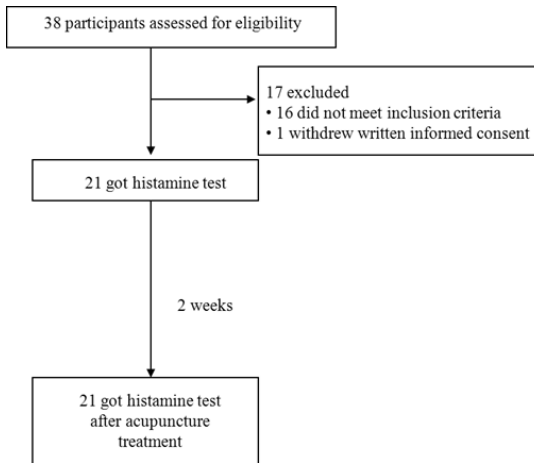 38 participants assessed for eligibility
17 excluded
• 16 did not meet inclusion criteria
• 1 withdrew written informed consent
21 got histamine test
2 weeks
21 got histamine test
after acupuncture
treatment